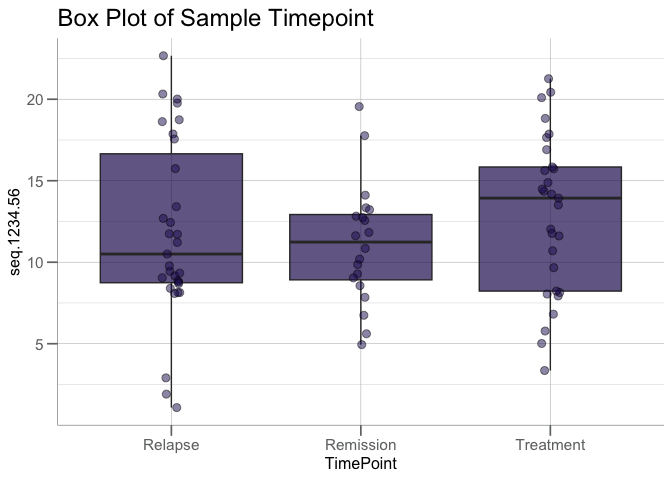 Box Plot of Sample Timepoint
seq.1234.56
20
15
10
5
Relapse Remission Treatment
TimePoint